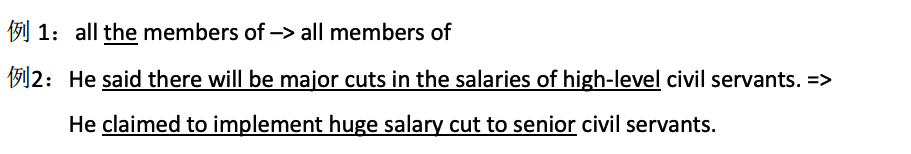 例 1：all the members of –> all members of
例2：He said there will be major cuts in the salaries of high-level civil servants. =>
He claimed to implement huge salary cut to senior civil servants.